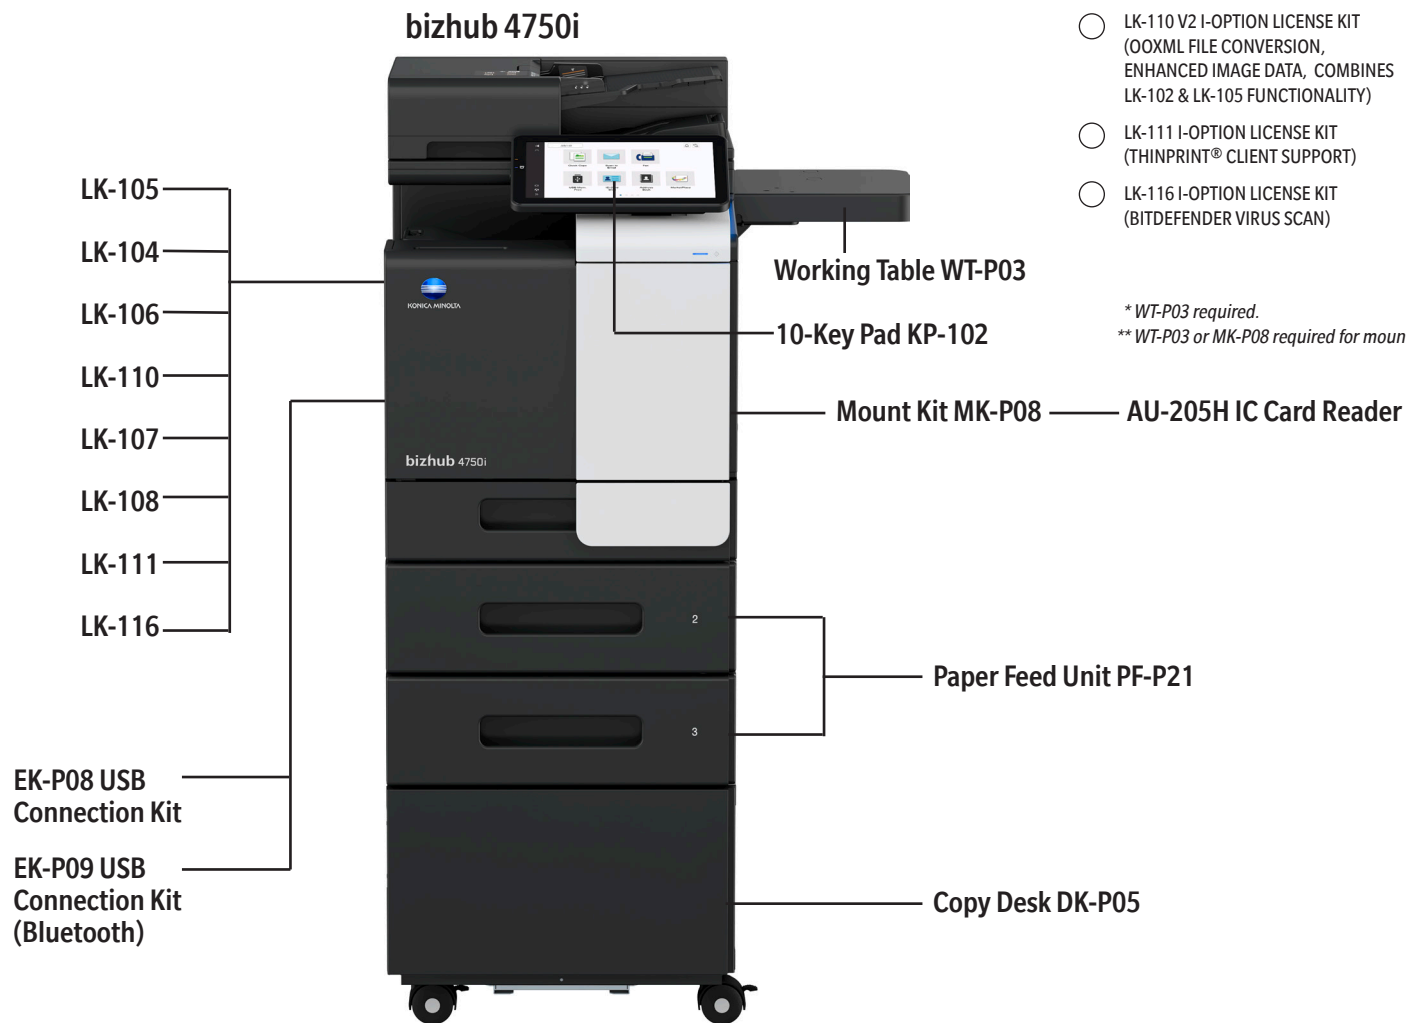 bizhub 4750i
LK-105
LK-104
LK-106
LK-110
LK-107
LK-108
LK-111
LK-116
EK-P08 USB
Connection Kit
EK-P09 USB
Connection Kit
(Bluetooth)
KONICA MINOLTA
bizhub 4750i
2
3
Working Table WT-P03
10-Key Pad KP-102
Mount Kit MK-P08
AU-205H IC Card Reader
Paper Feed Unit PF-P21
Copy Desk DK-P05
LK-110 V2 I-OPTION LICENSE KIT
(OOXML FILE CONVERSION,
ENHANCED IMAGE DATA, COMBINES
LK-102 & LK-105 FUNCTIONALITY)
LK-111 I-OPTION LICENSE KIT
(THINPRINT® CLIENT SUPPORT)
LK-116 I-OPTION LICENSE KIT
(BITDEFENDER VIRUS SCAN)
* WT-P03 required.
** WT-P03 or MK-P08 required for moun